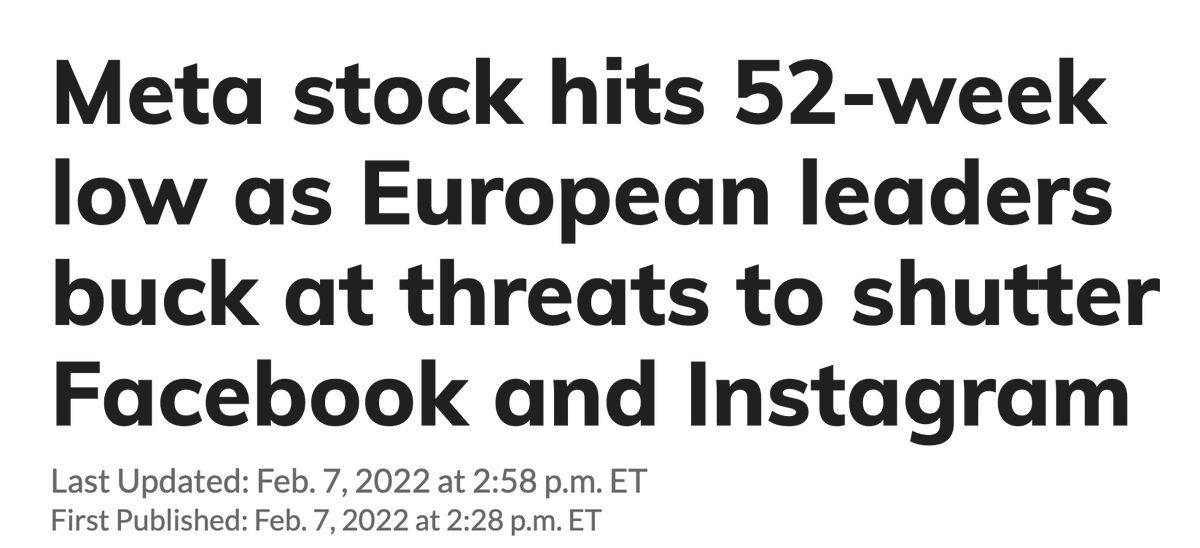 Meta stock hits 52-week
low as European leaders
buck at threats to shutter
Facebook and Instagram
Last Updated: Feb. 7, 2022 at 2:58 p.m. ET
First Published: Feb. 7, 2022 at 2:28 p.m. ET